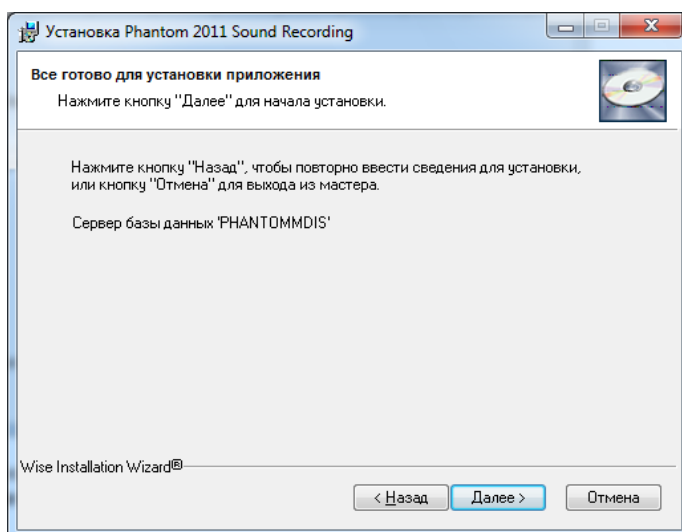 Установка Phantom 2011 Sound Recording
Все готово для установки приложения
Нажмите кнопку "Далее" для начала установки.
Нажмите кнопку "Назад", чтобы повторно ввести сведения для установки,
или кнопку "Отмена" для выхода из мастера.
Сервер базы данных 'PHANTOMMDIS'
Wise Installation Wizard®
< Назад Далее > Отмена